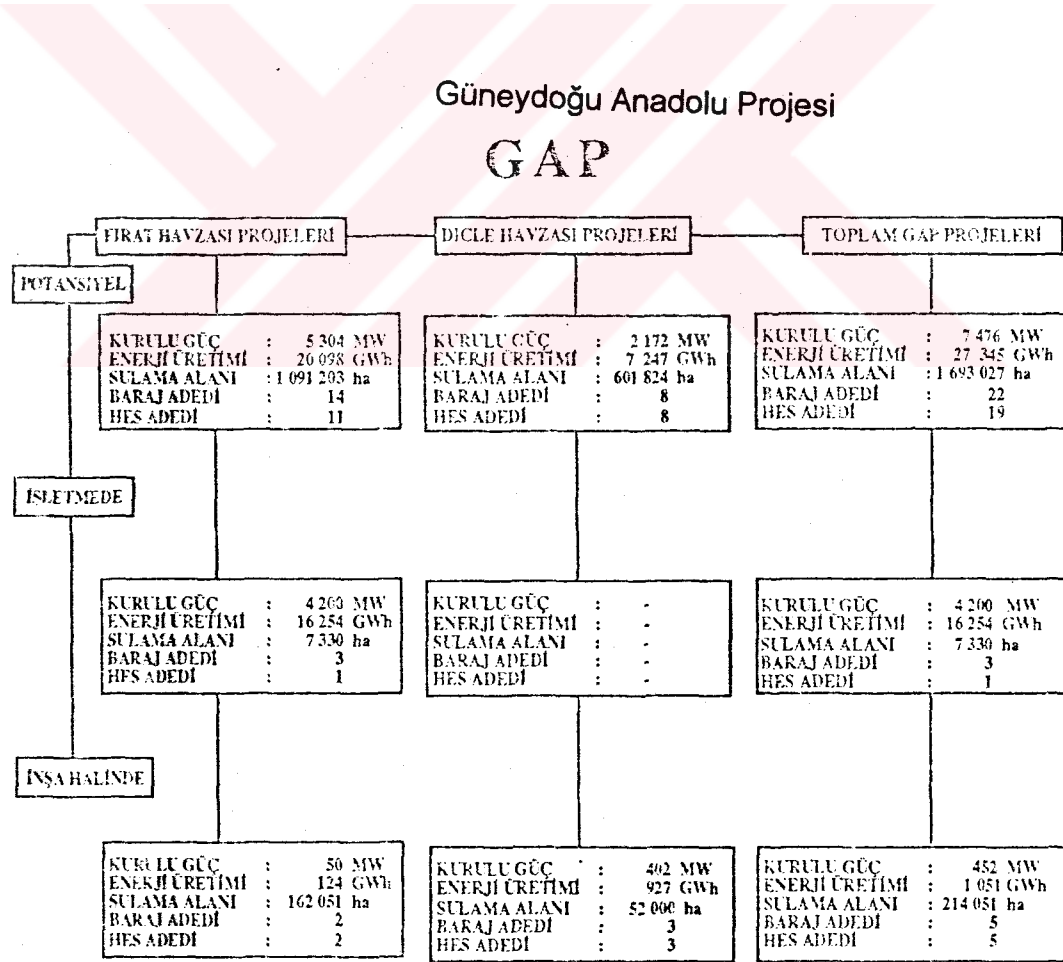 Güneydoğu Anadolu Projesi
GAP
FIRAT HAVZASI PROJELERİ
DİCLE HAVZASI PROJELERİ
TOPLAM GAP PROJELERİ
POTANSİYEL
KURULU GÜÇ : 5 304 MW
ENERJİ ÜRETİMİ : 20 098 GWh
SULAMA ALANI : 1 091 203 ha
BARAJ ADEDİ : 14
HES ADEDİ : 11
KURULU GÜÇ : 2 172 MW
ENERJİ ÜRETİMİ : 7 247 GWh
SULAMA ALANI : 601 824 ha
BARAJ ADEDİ : 8
HES ADEDİ : 8
KURULU GÜÇ : 7 476 MW
ENERJİ ÜRETİMİ : 27 345 GWh
SULAMA ALANI : 1 693 027 ha
BARAJ ADEDİ : 22
HES ADEDİ : 19
İŞLETMEDE
KURULU GÜÇ : 4 200 MW
ENERJİ ÜRETİMİ : 16 254 GWh
SULAMA ALANI : 7 330 ha
BARAJ ADEDİ : 3
HES ADEDİ : 1
KURULU GÜÇ : -
ENERJİ ÜRETİMİ : -
SULAMA ALANI : -
BARAJ ADEDİ : -
HES ADEDİ : -
KURULU GÜÇ : 4 200 MW
ENERJİ ÜRETİMİ : 16 254 GWh
SULAMA ALANI : 7 330 ha
BARAJ ADEDİ : 3
HES ADEDİ : 1
İNŞA HALİNDE
KURULU GÜÇ : 50 MW
ENERJİ ÜRETİMİ : 124 GWh
SULAMA ALANI : 162 051 ha
BARAJ ADEDİ : 2
HES ADEDİ : 2
KURULU GÜÇ : 402 MW
ENERJİ ÜRETİMİ : 927 GWh
SULAMA ALANI : 52 000 ha
BARAJ ADEDİ : 3
HES ADEDİ : 3
KURULU GÜÇ : 452 MW
ENERJİ ÜRETİMİ : 1 051 GWh
SULAMA ALANI : 214 051 ha
BARAJ ADEDİ : 5
HES ADEDİ : 5